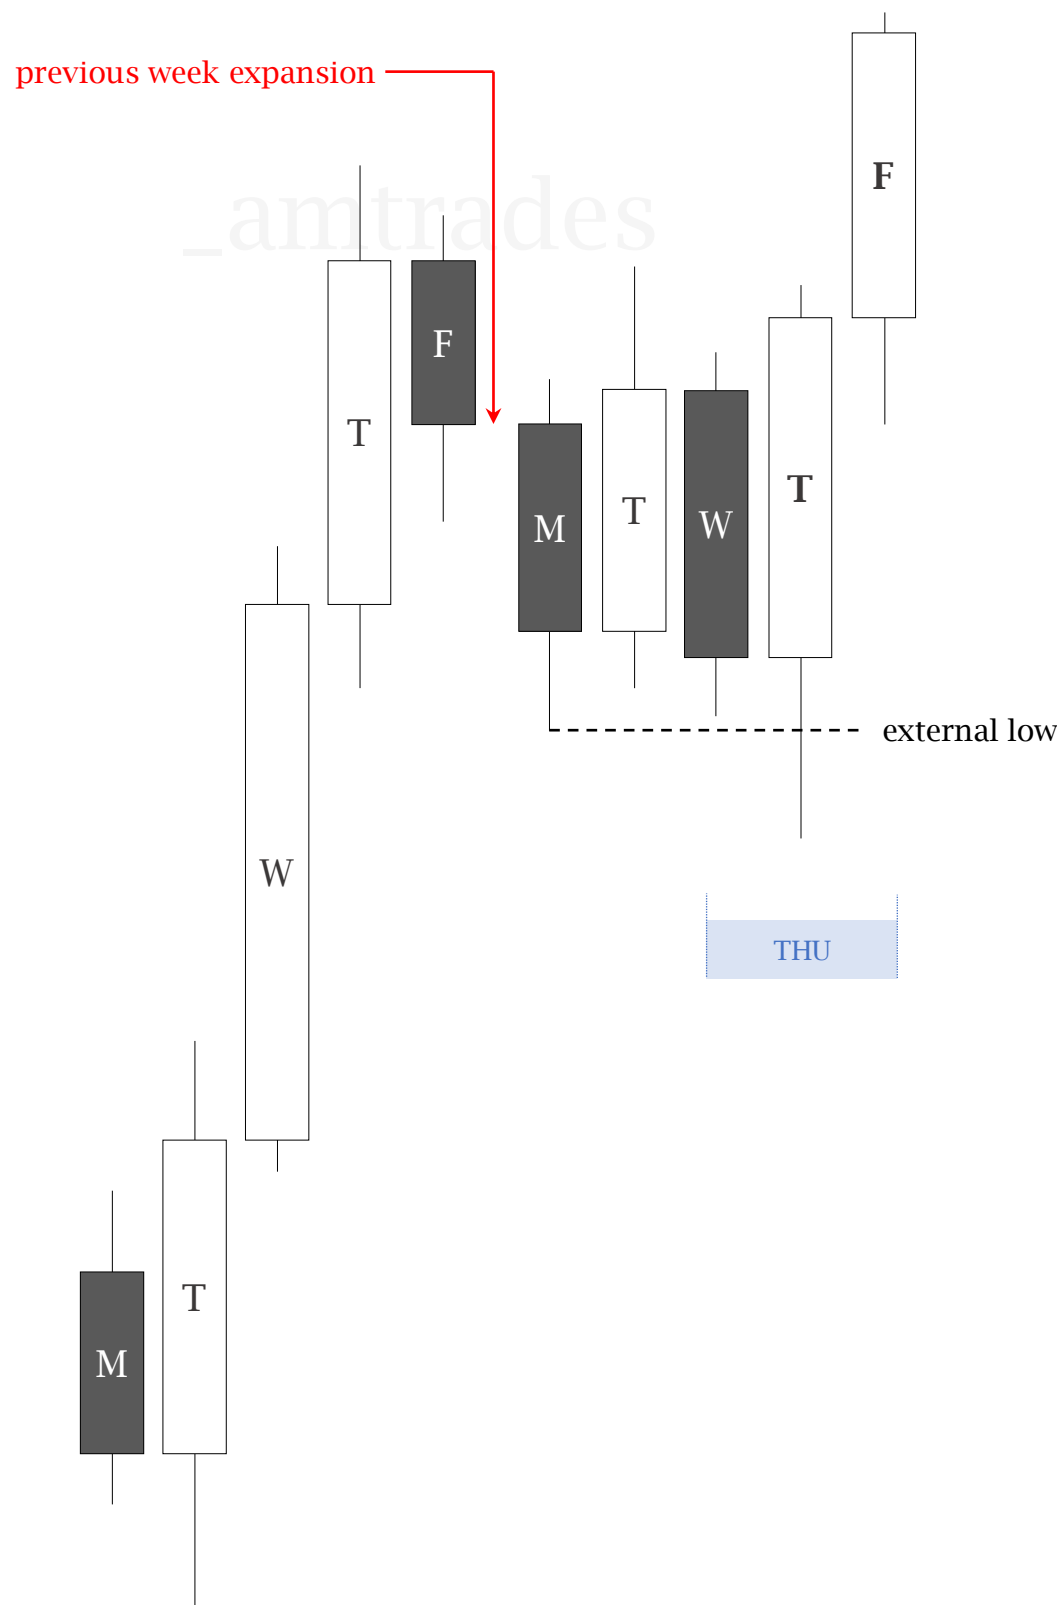 previous week expansion
_amtrades
F
F
T
M
T
W
T
external low
W
THU
T
M